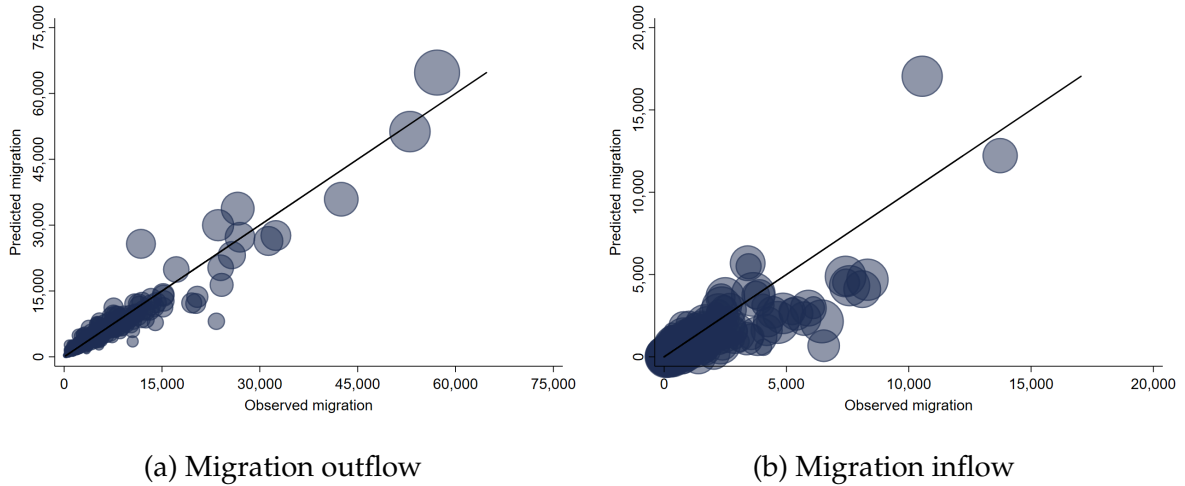 75,000
60,000
45,000
30,000
15,000
0
Predicted migration
0 15,000 30,000 45,000 60,000 75,000
Observed migration
(a) Migration outflow
20,000
15,000
10,000
5,000
0
Predicted migration
0 5,000 10,000 15,000 20,000
Observed migration
(b) Migration inflow